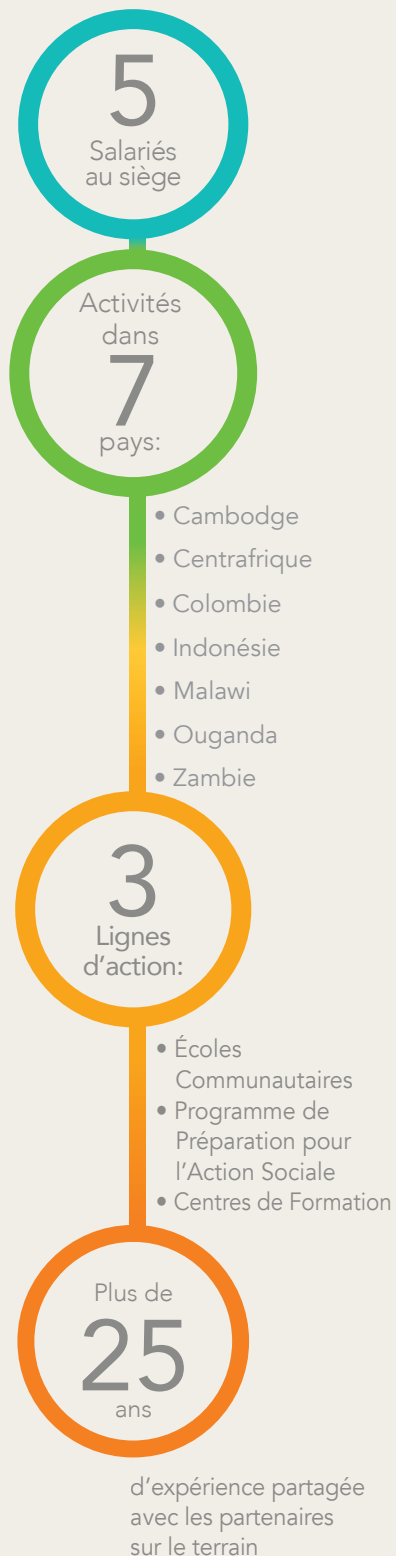 5
Salariés
au siège
Activités
dans
7
pays:
• Cambodge
• Centrafrique
• Colombie
• Indonésie
• Malawi
• Ouganda
• Zambie
3
Lignes
d’action:
• Écoles
Communautaires
• Programme de
Préparation pour
l’Action Sociale
• Centres de Formation
Plus de
25
ans
d’expérience partagée
avec les partenaires
sur le terrain